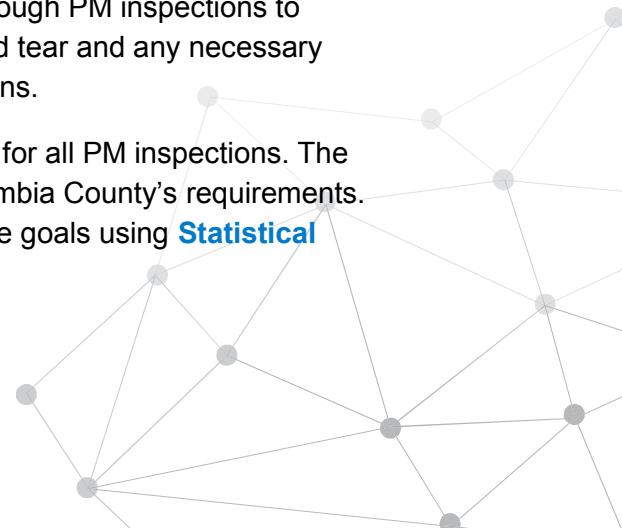 ough PM inspections to
d tear and any necessary
ns.
for all PM inspections. The
mbia County's requirements.
e goals using Statistical